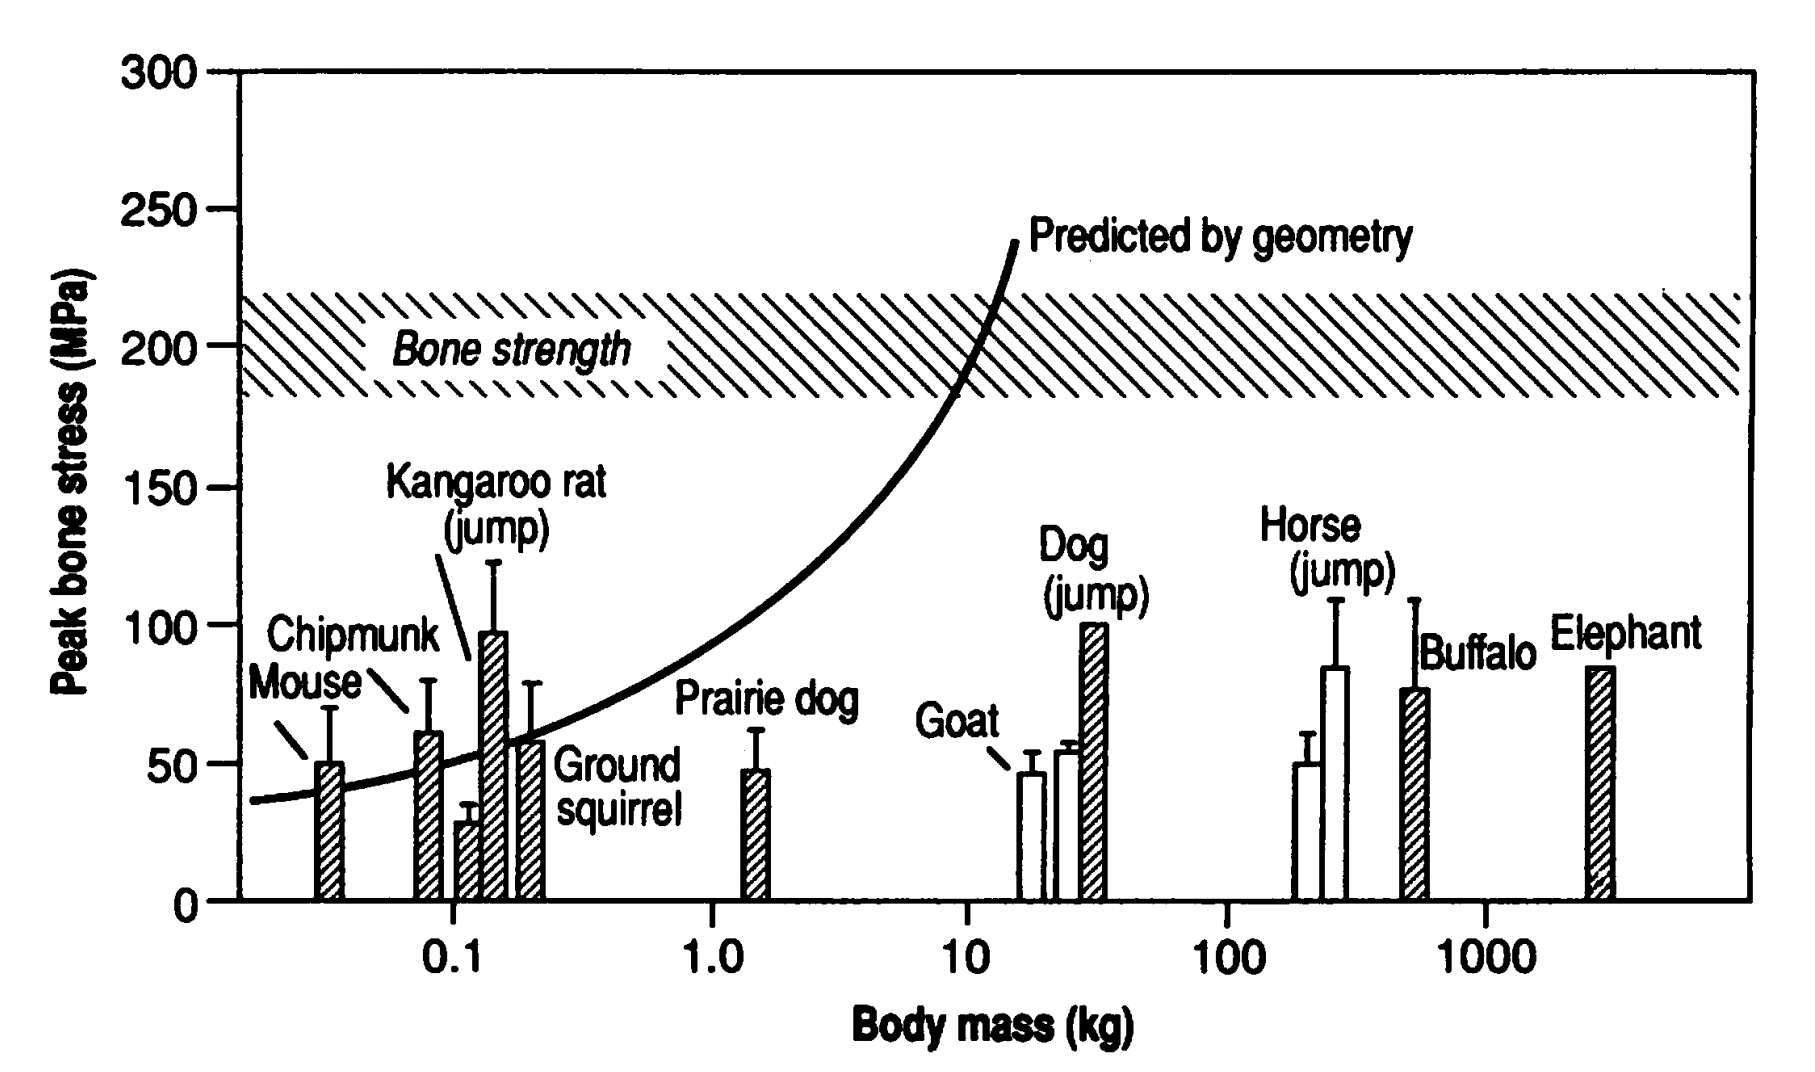 300
250
200
150
100
50
0
Peak bone stress (MPa)
Predicted by geometry
Bone strength
Kangaroo rat
(jump)
Chipmunk
Mouse
Ground
squirrel
Prairie dog
Goat
Dog
(jump)
Horse
(jump)
Buffalo
Elephant
0.1
1.0
10
100
1000
Body mass (kg)